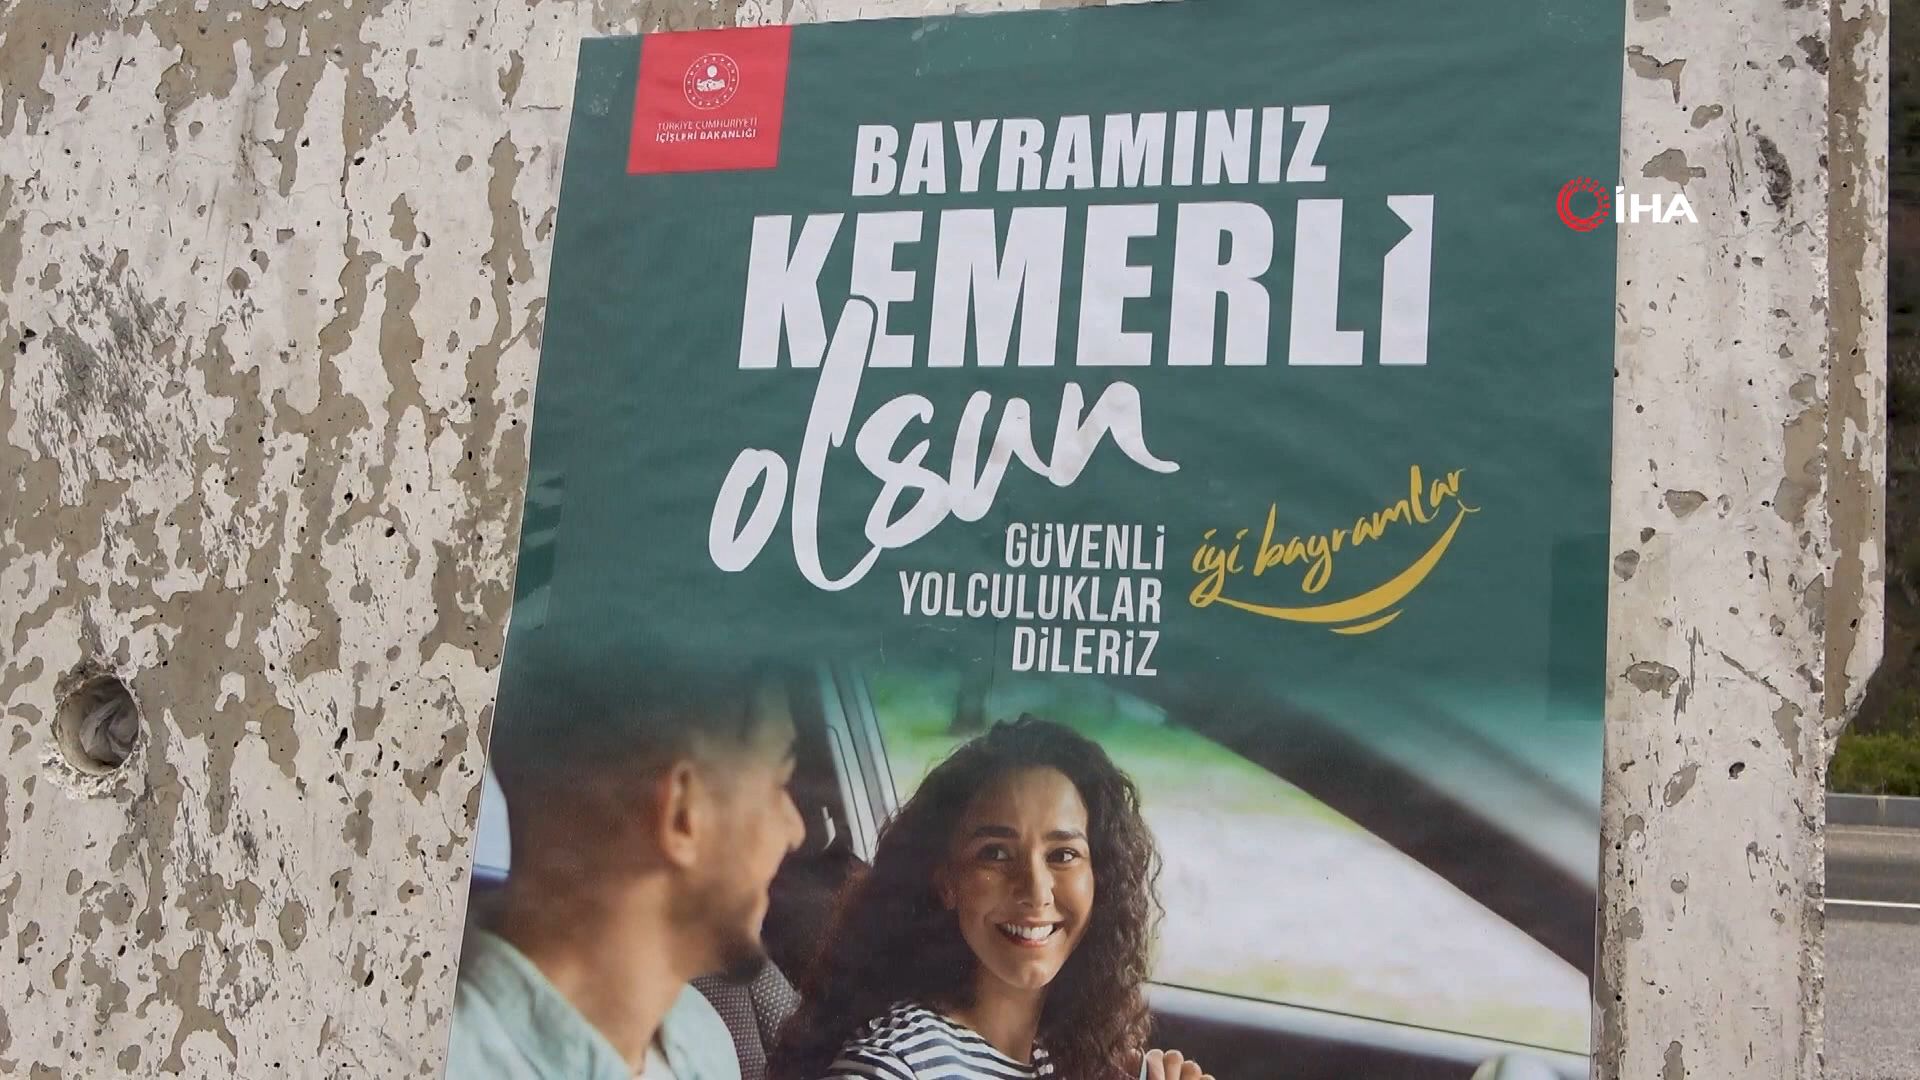 TÜRKİYE CUMHURİYETİ
İÇİŞLERİ BAKANLIĞI
BAYRAMINIZ
KEMERLİ
olsun
GÜVENLİ
YOLCULUKLAR
DİLERİZ
iyi bayramlar
İHA